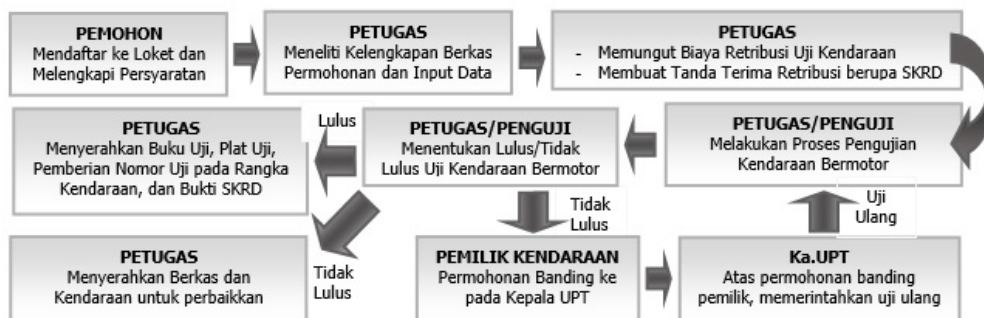 PEMOHON
Mendaftar ke Loket dan
Melengkapi Persyaratan
PETUGAS
Meneliti Kelengkapan Berkas
Permohonan dan Input Data
PETUGAS
- Memungut Biaya Retribusi Uji Kendaraan
- Membuat Tanda Terima Retribusi berupa SKRD
PETUGAS/PENGUJI
Melakukan Proses Pengujian
Kendaraan Bermotor
PETUGAS/PENGUJI
Menentukan Lulus/Tidak
Lulus Uji Kendaraan Bermotor
Lulus
PETUGAS
Menyerahkan Buku Uji, Plat Uji,
Pemberian Nomor Uji pada Rangka
Kendaraan, dan Bukti SKRD
Tidak
Lulus
PETUGAS
Menyerahkan Berkas dan
Kendaraan untuk perbaikkan
Tidak
Lulus
PEMILIK KENDARAAN
Permohonan Banding ke
pada Kepala UPT
Ka.UPT
Atas permohonan banding
pemilik, memerintahkan uji ulang
Uji
Ulang